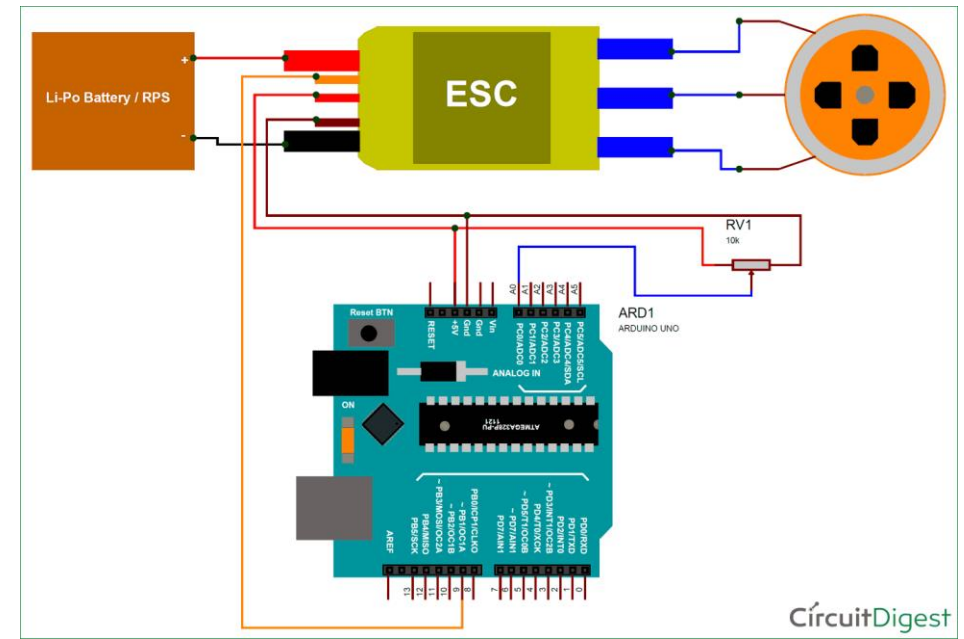 Li-Po Battery / RPS
+
-
ESC
RV1
10k
A0
A1
A2
A3
A4
A5
ARD1
ARDUINO UNO
Reset BTN
RESET
+5V
Gnd
Gnd
Vin
PC0/ADC0
PC1/ADC1
PC2/ADC2
PC3/ADC3
PC4/ADC4/SDA
PC5/ADC5/SCL
ANALOG IN
ON
ATMEGA328P-PU
1121
AREF
PB5/SCK
PB4/MISO
~ PB3/MOSI/OC2A
~ PB2/OC1B
~ PB1/OC1A
PB0/ICP1/CLKO
PD7/AIN1
~ PD7/AIN1
~ PD5/T1/OC0B
PD4/T0/XCK
~ PD3/INT1/OC2B
PD2/INT0
PD1/TXD
PD0/RXD
13
12
11
10
9
8
7
6
5
4
3
2
1
0
CircuitDigest